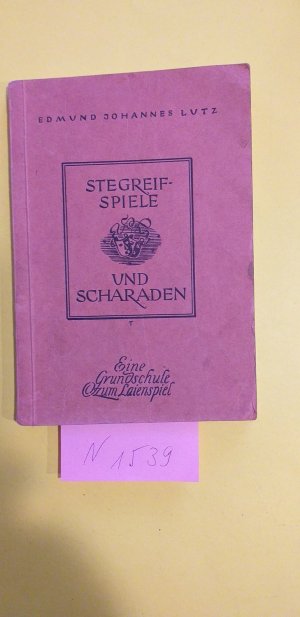 EDMUND JOHANNES LUTZ
STEGREIF-
SPIELE
UND
SCHARADEN
T
Eine
Grundschule
zum Laienspiel
N 1539